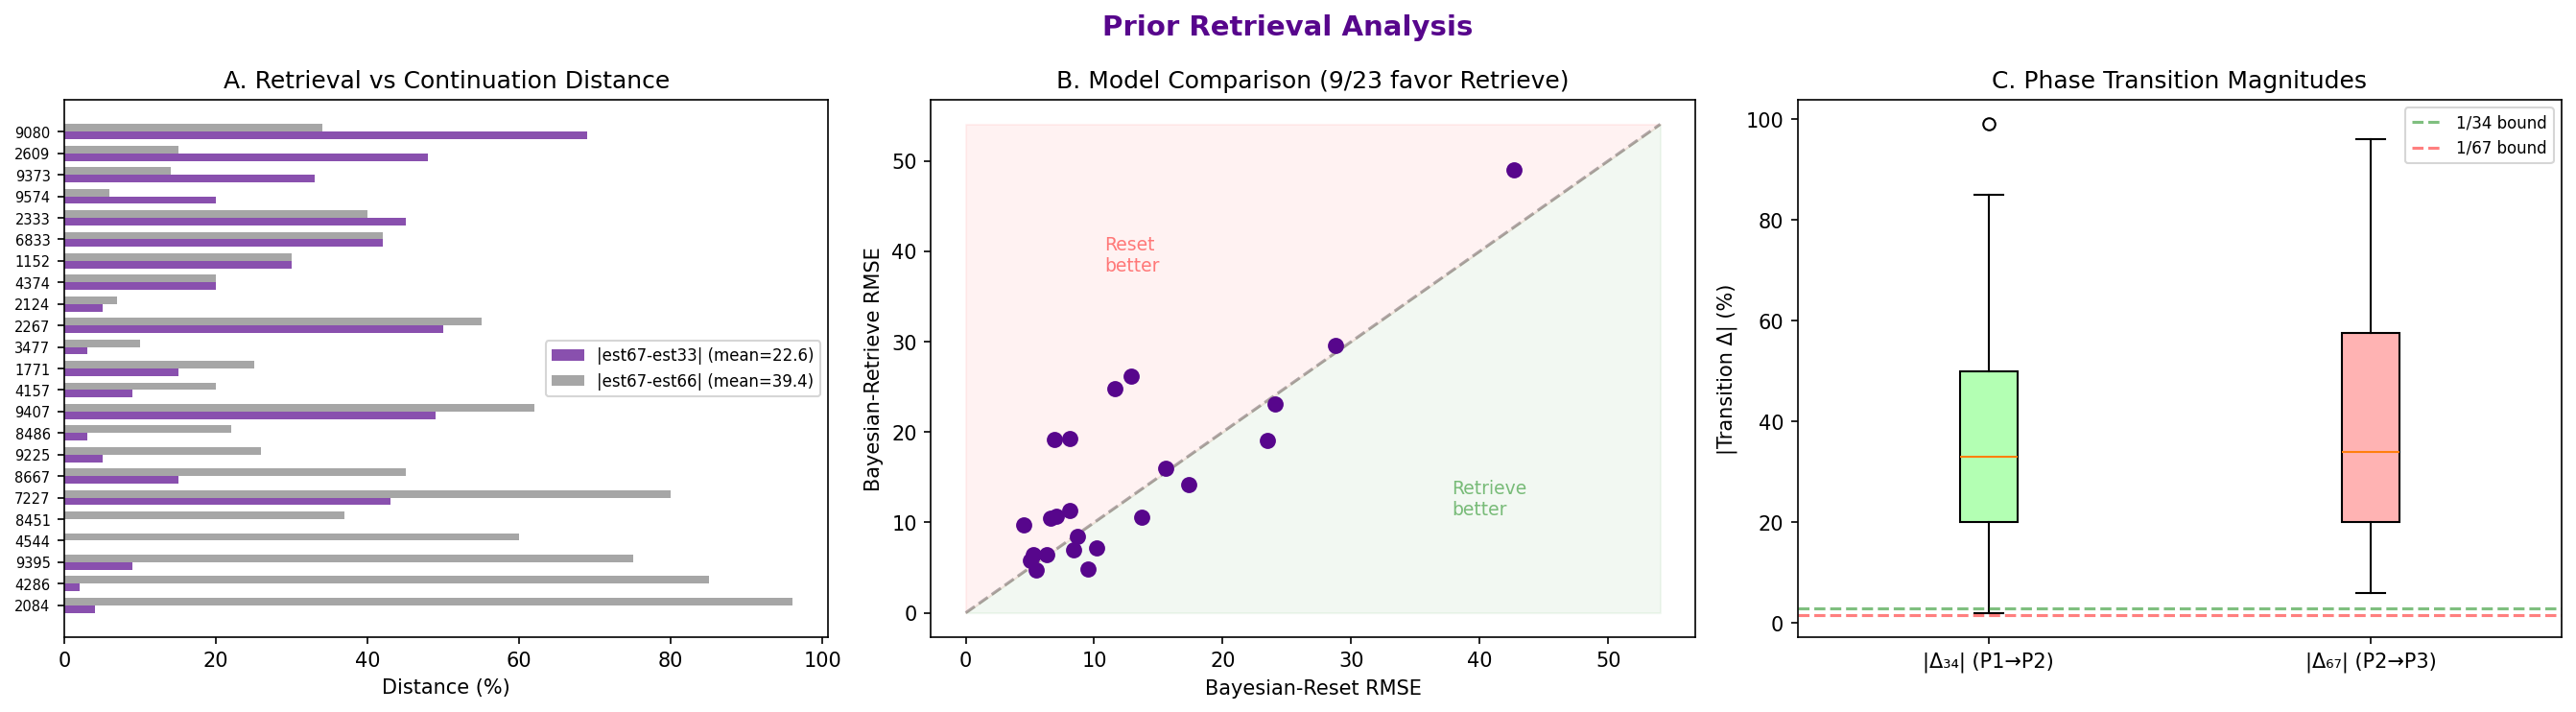 Prior Retrieval Analysis
A. Retrieval vs Continuation Distance
9080
2609
9373
9574
2333
6833
1152
4374
2124
2267
3477
1771
4157
9407
8486
9225
8667
7227
8451
4544
9395
4286
2084
|est67-est33| (mean=22.6)
|est67-est66| (mean=39.4)
0 20 40 60 80 100
Distance (%)
B. Model Comparison (9/23 favor Retrieve)
Bayesian-Retrieve RMSE
50
40
30
20
10
0
Reset
better
Retrieve
better
0 10 20 30 40 50
Bayesian-Reset RMSE
C. Phase Transition Magnitudes
|Transition Δ| (%)
100
80
60
40
20
0
1/34 bound
1/67 bound
|Δ₃₄| (P1→P2) |Δ₆₇| (P2→P3)